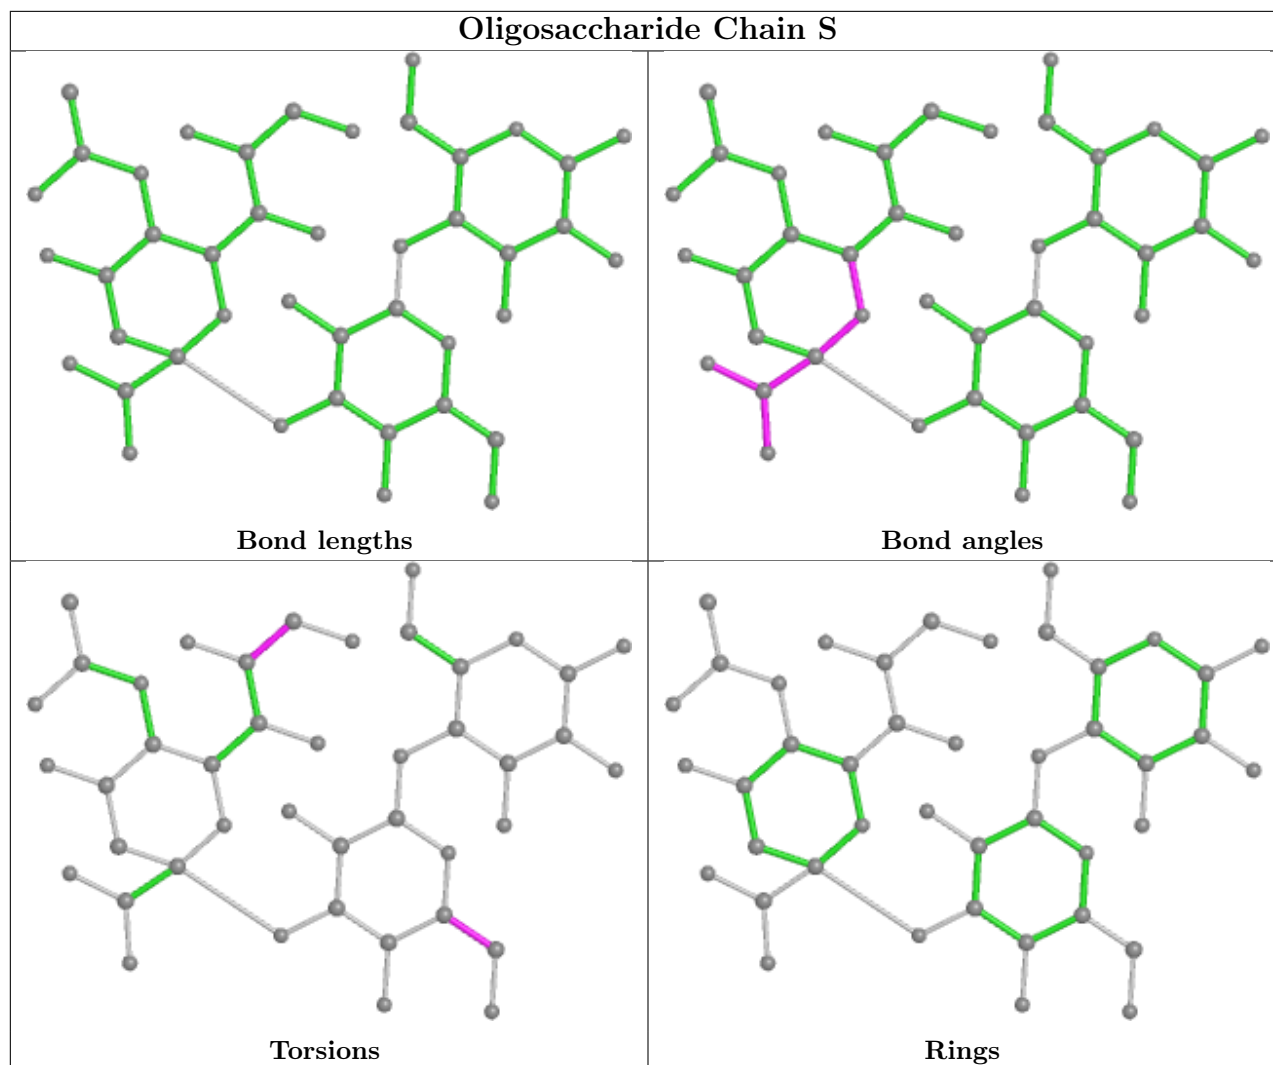 Oligosaccharide Chain S
Bond lengths
Bond angles
Torsions
Rings